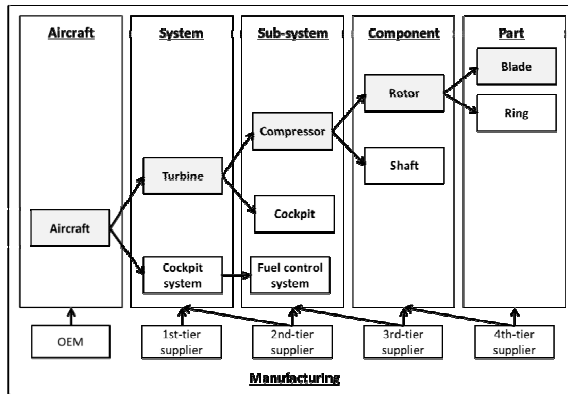 Aircraft
System
Sub-system
Component
Part
Blade
Rotor
Ring
Compressor
Turbine
Shaft
Aircraft
Cockpit
Cockpit
system
Fuel control
system
OEM
1st-tier
supplier
2nd-tier
supplier
3rd-tier
supplier
4th-tier
supplier
Manufacturing